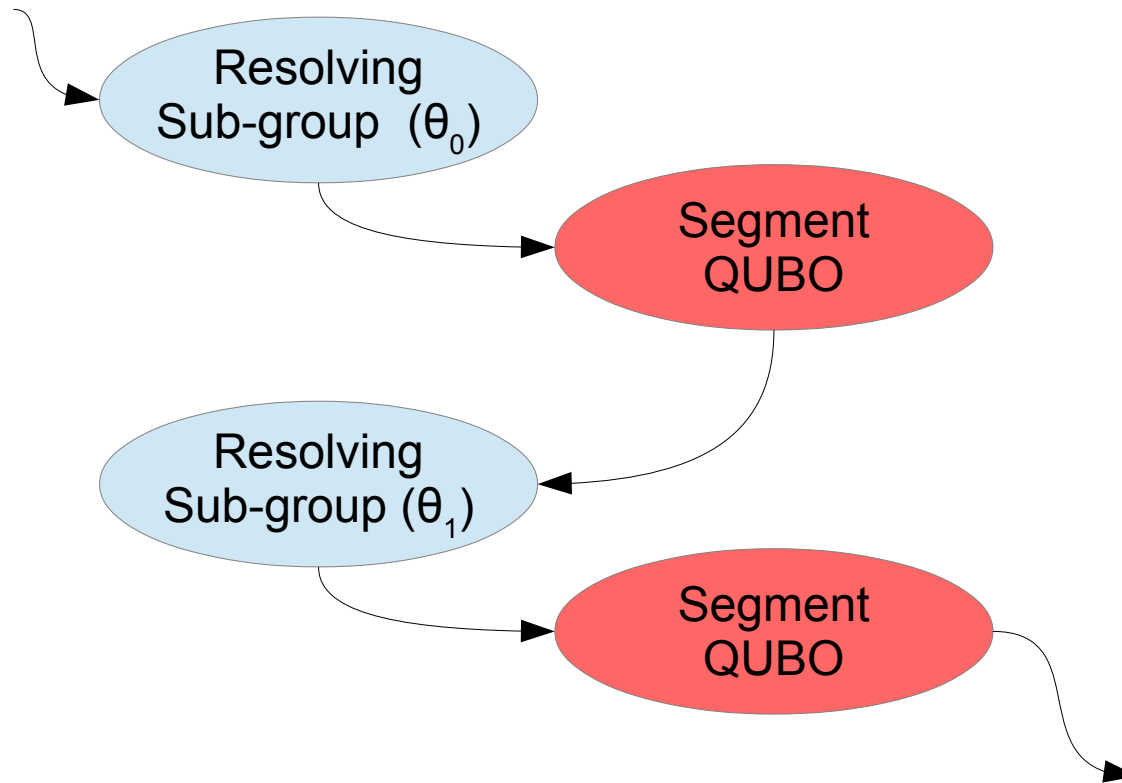 Resolving
Sub-group (θ₀)
Segment
QUBO
Resolving
Sub-group (θ₁)
Segment
QUBO